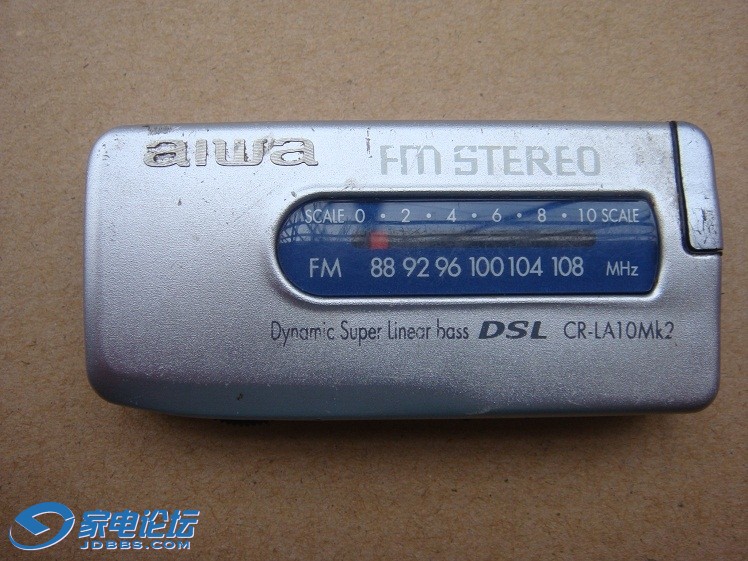 aiwa
FM STEREO
SCALE 0 · 2 · 4 · 6 · 8 · 10 SCALE
FM 88 92 96 100 104 108 MHz
Dynamic Super Linear bass DSL CR-LA10Mk2
家电论坛
JDBBS.COM